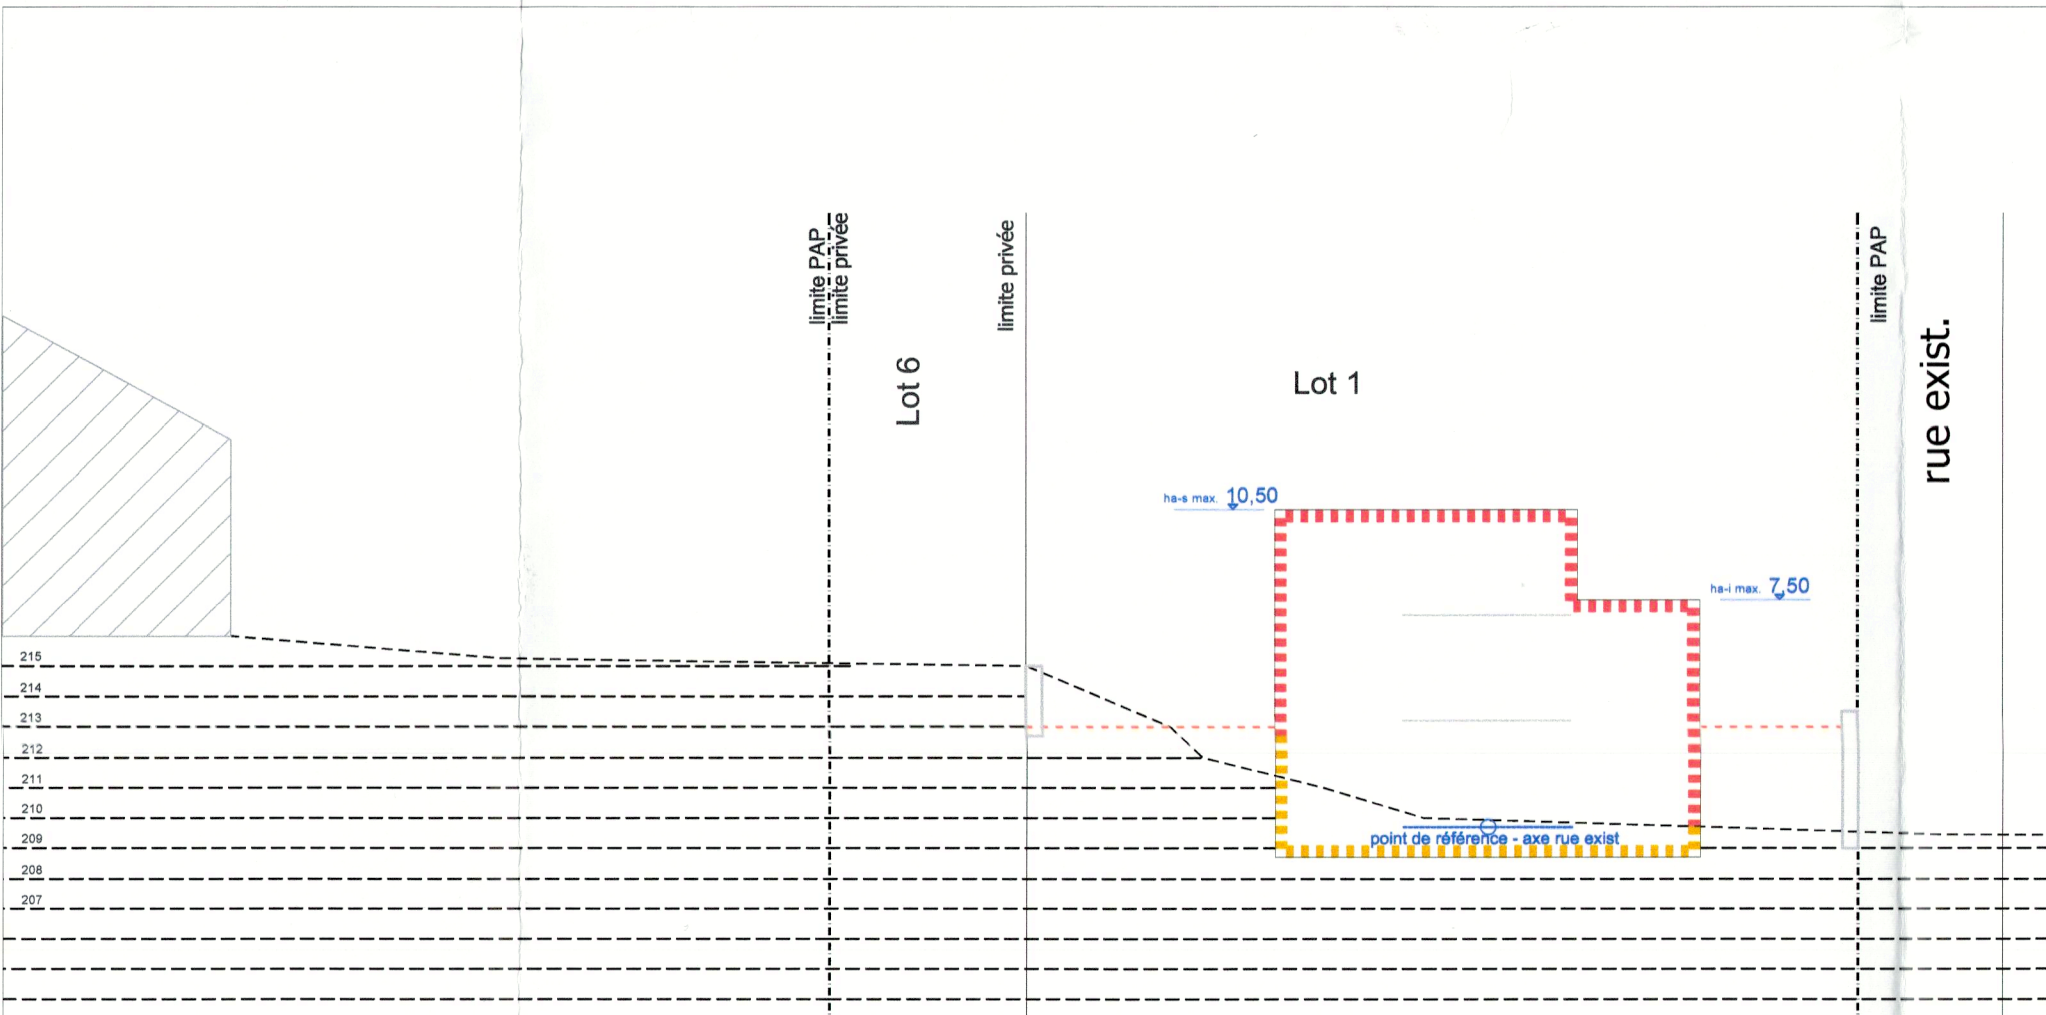 limite PAP
limite privée
limite privée
limite PAP
rue exist.
Lot 6
Lot 1
ha-s max. 10,50
ha-i max. 7,50
215
214
213
212
211
210
209
208
207
point de référence - axe rue exist